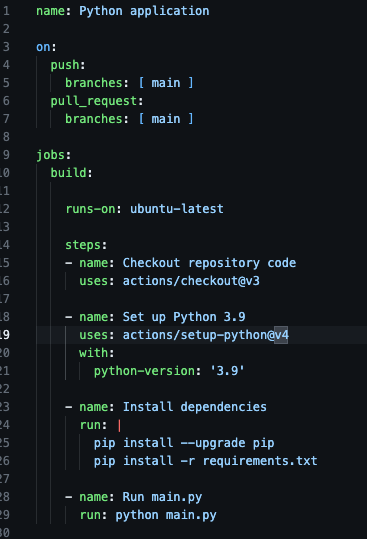 1 name: Python application
2
3 on:
4   push:
5     branches: [ main ]
6   pull_request:
7     branches: [ main ]
8
9 jobs:
10   build:
11
12     runs-on: ubuntu-latest
13
14     steps:
15     - name: Checkout repository code
16       uses: actions/checkout@v3
17
18     - name: Set up Python 3.9
19       uses: actions/setup-python@v4
20       with:
21         python-version: '3.9'
22
23     - name: Install dependencies
24       run: |
25         pip install --upgrade pip
26         pip install -r requirements.txt
27
28     - name: Run main.py
29       run: python main.py
30